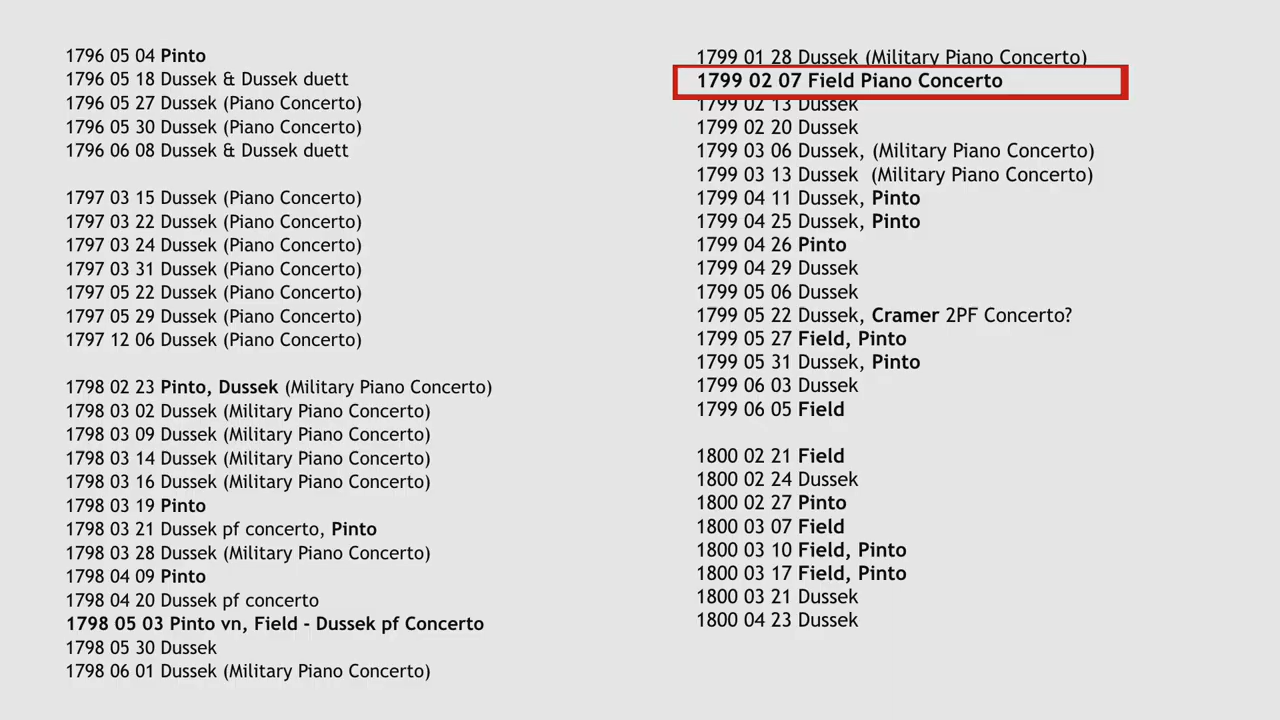 1796 05 04 Pinto
1796 05 18 Dussek & Dussek duett
1796 05 27 Dussek (Piano Concerto)
1796 05 30 Dussek (Piano Concerto)
1796 06 08 Dussek & Dussek duett
1797 03 15 Dussek (Piano Concerto)
1797 03 22 Dussek (Piano Concerto)
1797 03 24 Dussek (Piano Concerto)
1797 03 31 Dussek (Piano Concerto)
1797 05 22 Dussek (Piano Concerto)
1797 05 29 Dussek (Piano Concerto)
1797 12 06 Dussek (Piano Concerto)
1798 02 23 Pinto, Dussek (Military Piano Concerto)
1798 03 02 Dussek (Military Piano Concerto)
1798 03 09 Dussek (Military Piano Concerto)
1798 03 14 Dussek (Military Piano Concerto)
1798 03 16 Dussek (Military Piano Concerto)
1798 03 19 Pinto
1798 03 21 Dussek pf concerto, Pinto
1798 03 28 Dussek (Military Piano Concerto)
1798 04 09 Pinto
1798 04 20 Dussek pf concerto
1798 05 03 Pinto vn, Field - Dussek pf Concerto
1798 05 30 Dussek
1798 06 01 Dussek (Military Piano Concerto)
1799 01 28 Dussek (Military Piano Concerto)
1799 02 07 Field Piano Concerto
1799 02 13 Dussek
1799 02 20 Dussek
1799 03 06 Dussek, (Military Piano Concerto)
1799 03 13 Dussek (Military Piano Concerto)
1799 04 11 Dussek, Pinto
1799 04 25 Dussek, Pinto
1799 04 26 Pinto
1799 04 29 Dussek
1799 05 06 Dussek
1799 05 22 Dussek, Cramer 2PF Concerto?
1799 05 27 Field, Pinto
1799 05 31 Dussek, Pinto
1799 06 03 Dussek
1799 06 05 Field
1800 02 21 Field
1800 02 24 Dussek
1800 02 27 Pinto
1800 03 07 Field
1800 03 10 Field, Pinto
1800 03 17 Field, Pinto
1800 03 21 Dussek
1800 04 23 Dussek